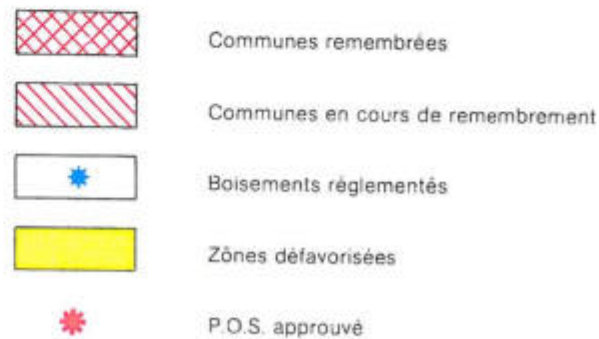 Communes remembrées
Communes en cours de remembrement
Boisements réglementés
Zônes défavorisées
P.O.S. approuvé